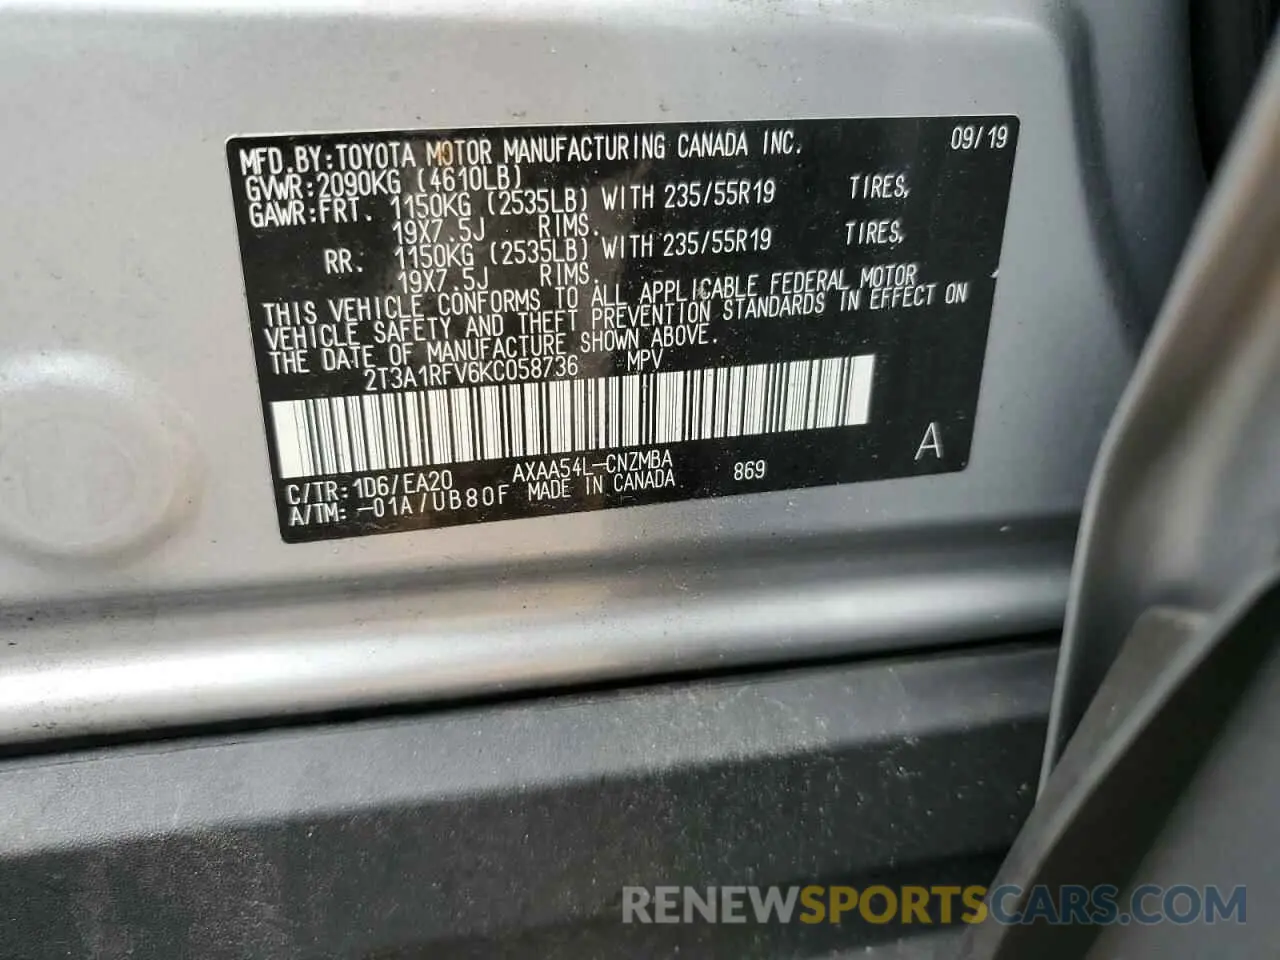 MFD.BY:TOYOTA MOTOR MANUFACTURING CANADA INC. 09/19
GVWR:2090KG (4610LB)
GAWR:FRT. 1150KG (2535LB) WITH 235/55R19 TIRES,
19X7.5J RIMS.
RR. 1150KG (2535LB) WITH 235/55R19 TIRES,
19X7.5J RIMS.
THIS VEHICLE CONFORMS TO ALL APPLICABLE FEDERAL MOTOR
VEHICLE SAFETY AND THEFT PREVENTION STANDARDS IN EFFECT ON
THE DATE OF MANUFACTURE SHOWN ABOVE.
2T3A1RFV6KC058736 MPV
C/TR:1D6/EA20 AXAA54L-CNZMBA 869 A
A/TM:-01A/UB80F MADE IN CANADA
RENEWSPORTSCARS.COM